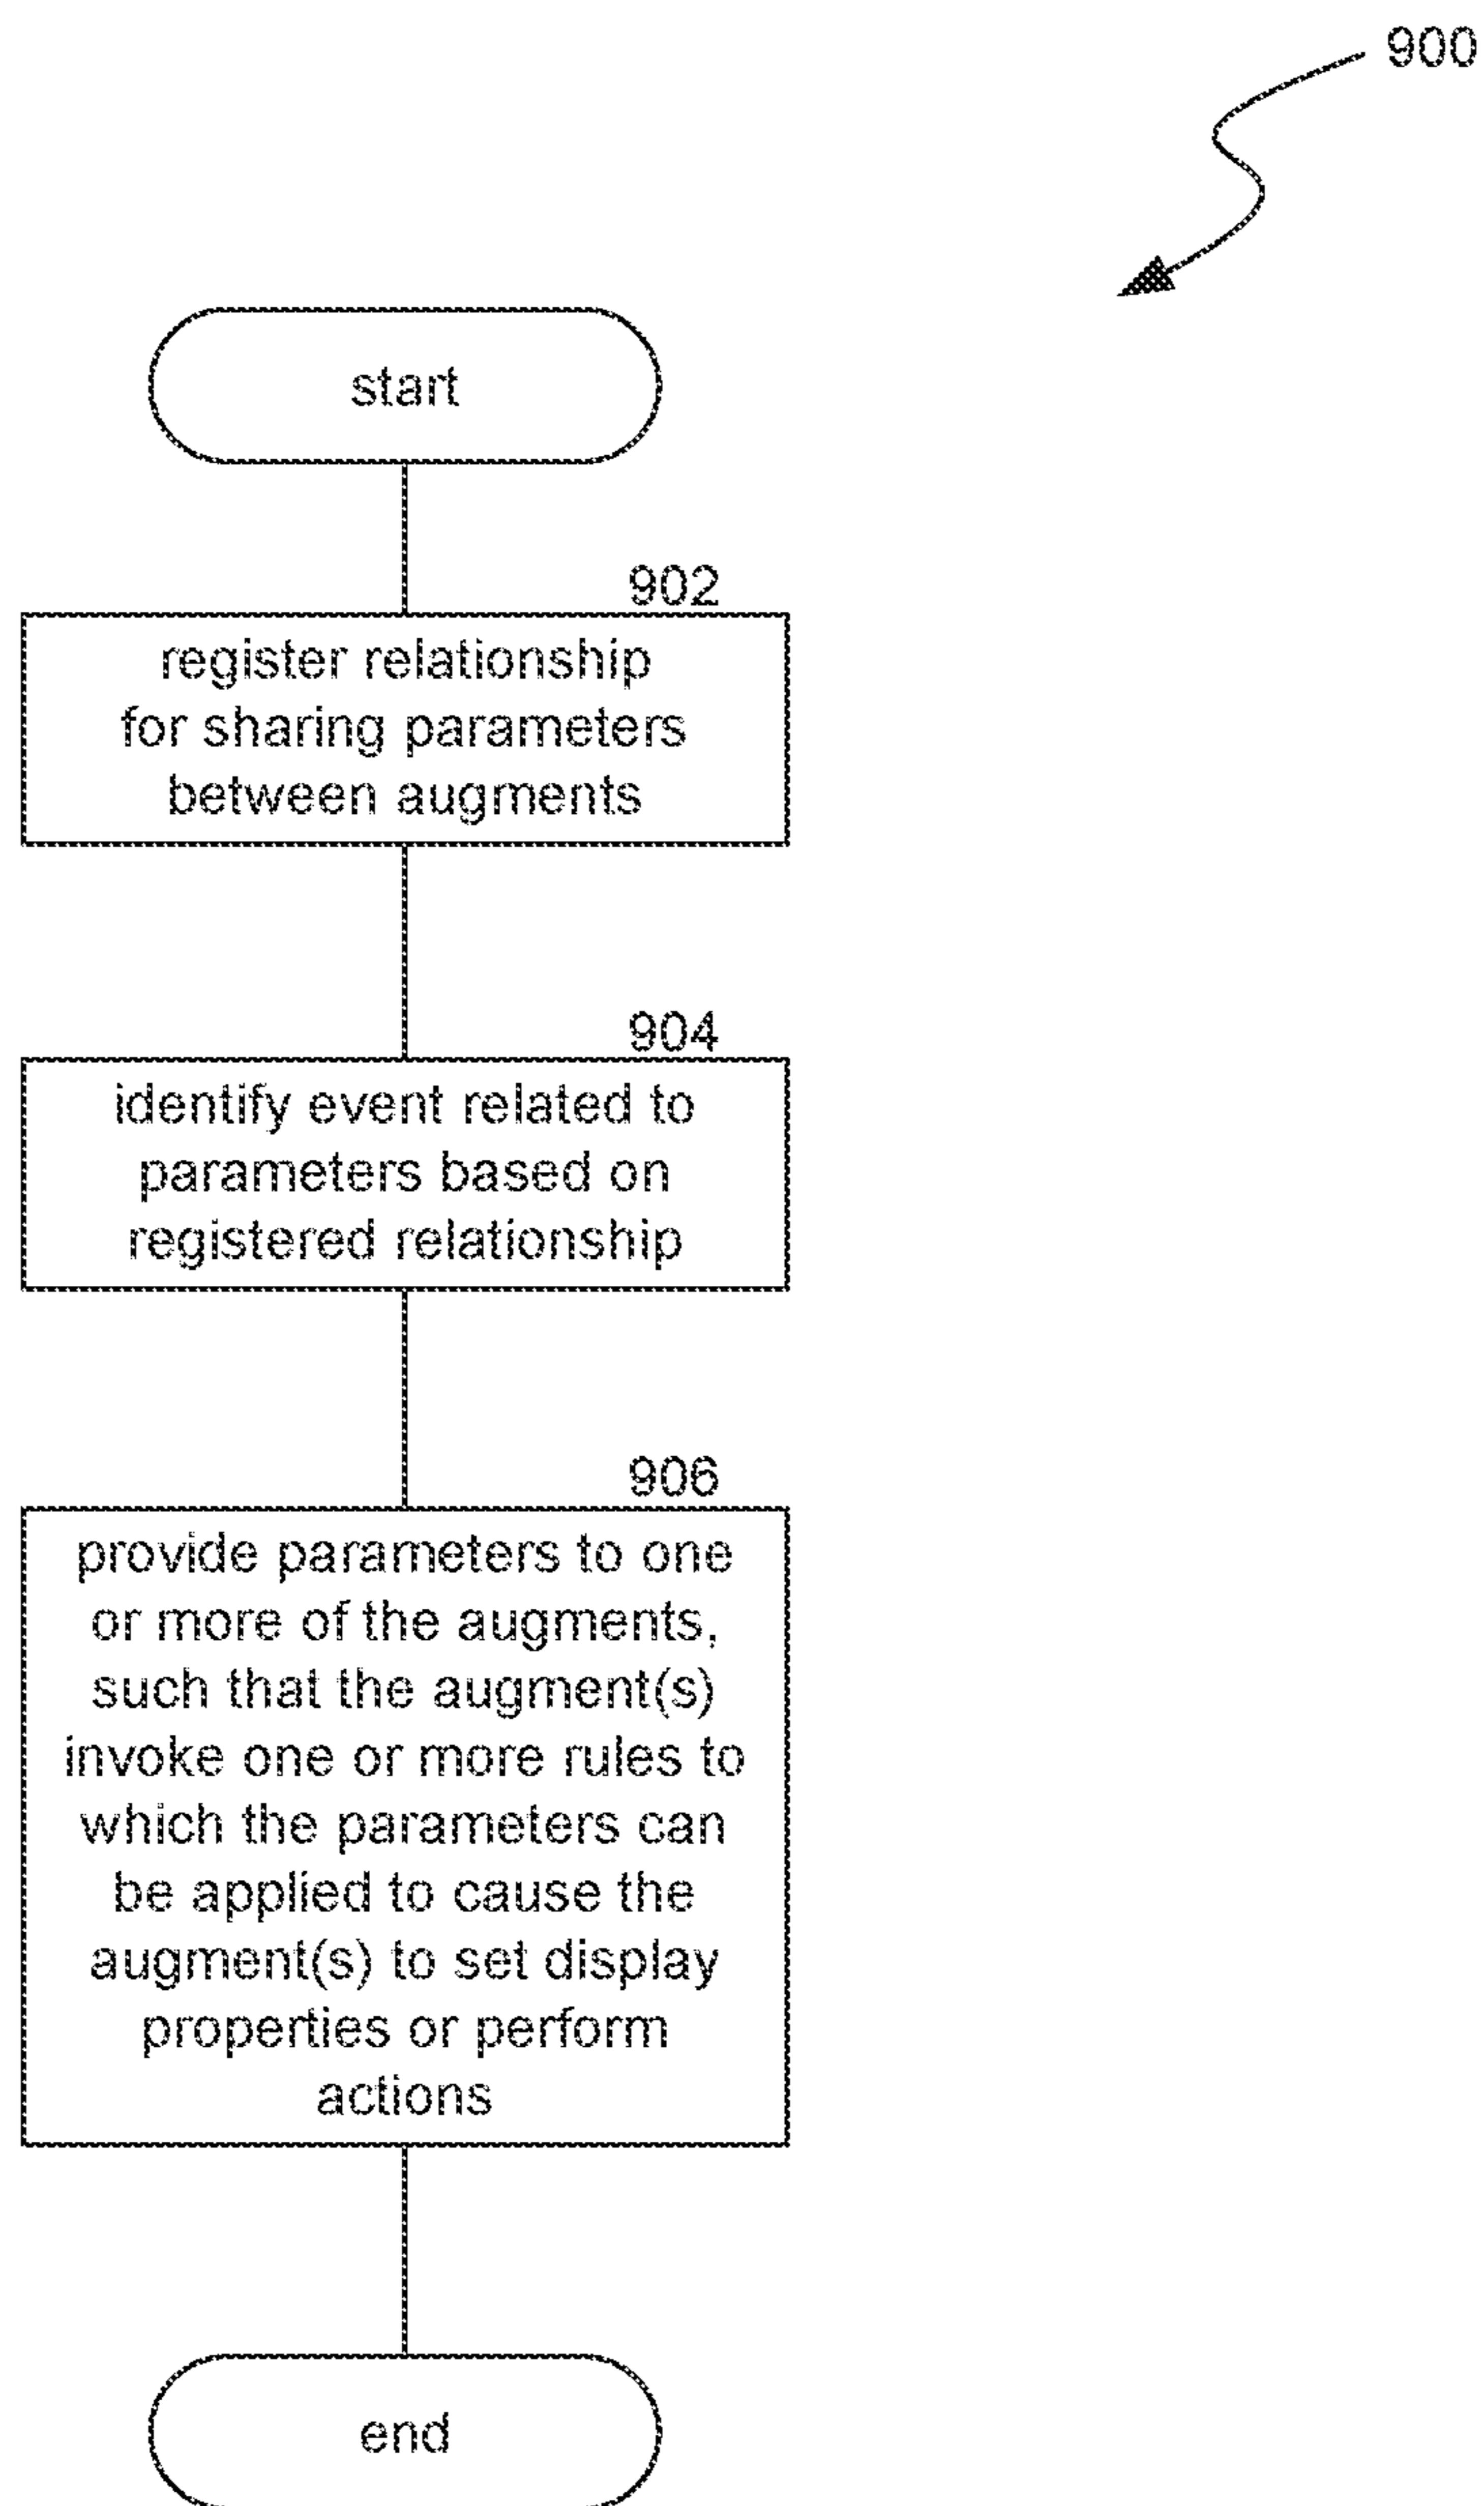 900
start
902
register relationship
for sharing parameters
between augments
904
identify event related to
parameters based on
registered relationship
906
provide parameters to one
or more of the augments,
such that the augment(s)
invoke one or more rules to
which the parameters can
be applied to cause the
augment(s) to set display
properties or perform
actions
end